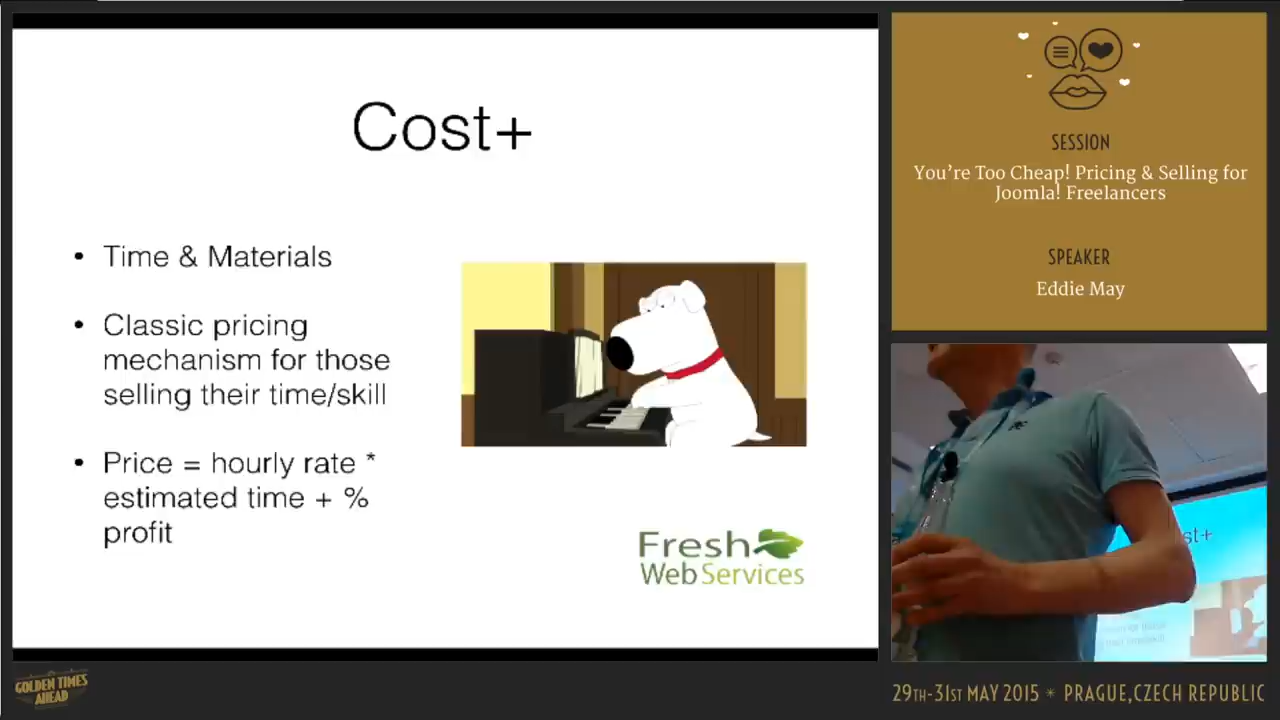 Cost+
• Time & Materials
• Classic pricing
mechanism for those
selling their time/skill
• Price = hourly rate *
estimated time + %
profit
Fresh
WebServices
SESSION
You’re Too Cheap! Pricing & Selling for
Joomla! Freelancers
SPEAKER
Eddie May
st+
GOLDEN TIMES
AHEAD
29TH-31ST MAY 2015 * PRAGUE,CZECH REPUBLIC